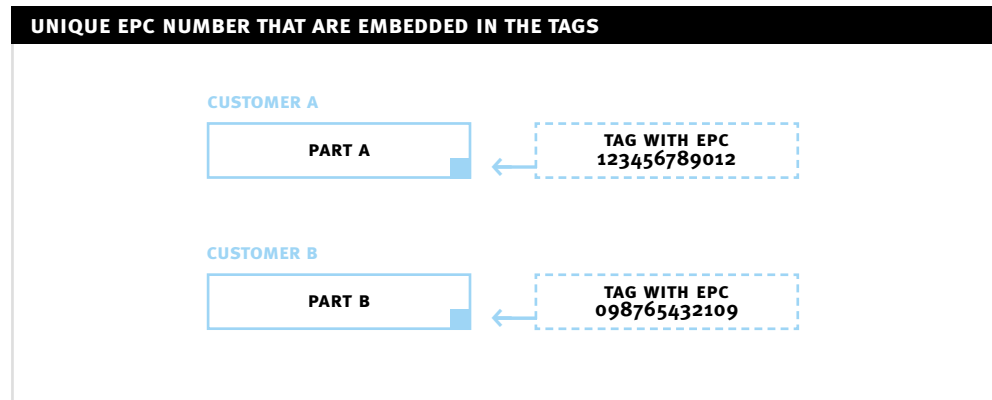 UNIQUE EPC NUMBER THAT ARE EMBEDDED IN THE TAGS
CUSTOMER A
PART A
TAG WITH EPC
123456789012
CUSTOMER B
PART B
TAG WITH EPC
098765432109